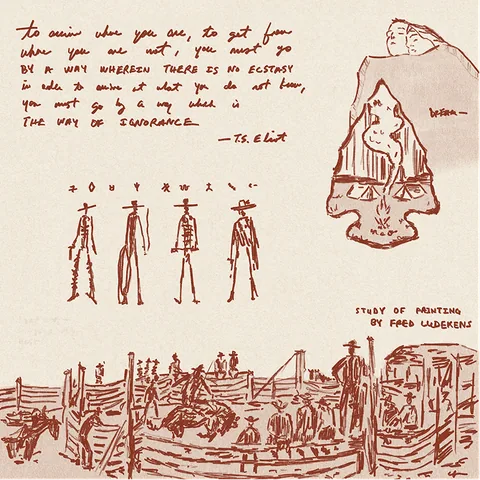 to arrive where you are, to get from
where you are not, you must go
BY A WAY WHEREIN THERE IS NO ECSTASY
in order to arrive at what you do not know,
you must go by a way which is
THE WAY OF IGNORANCE
— T.S. Eliot
STUDY OF PAINTING
BY FRED LUDEKENS